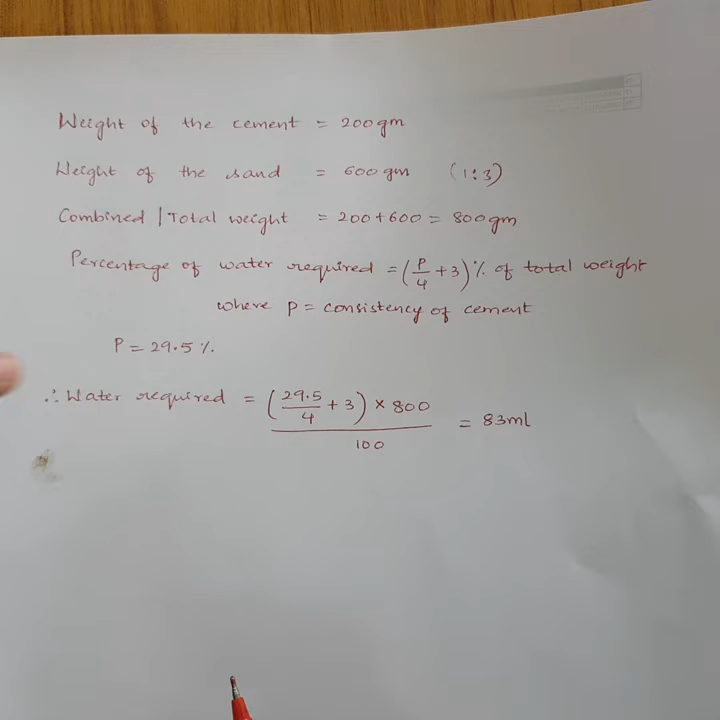 Weight of the cement = 200gm
Weight of the sand = 600gm (1:3)
Combined | Total weight = 200+600 = 800gm
Percentage of water required = (P/4 + 3) % of total weight
where P = consistency of cement
P = 29.5 %.
∴ Water required = (29.5/4 + 3) × 800 / 100 = 83ml